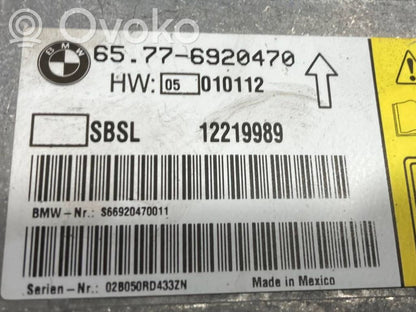 OVOKO
BMW
65.77-6920470
HW: 05 010112
SBSL 12219989
BMW-Nr.: S66920470011
Serien-Nr.: 02B050RD433ZN Made in Mexico